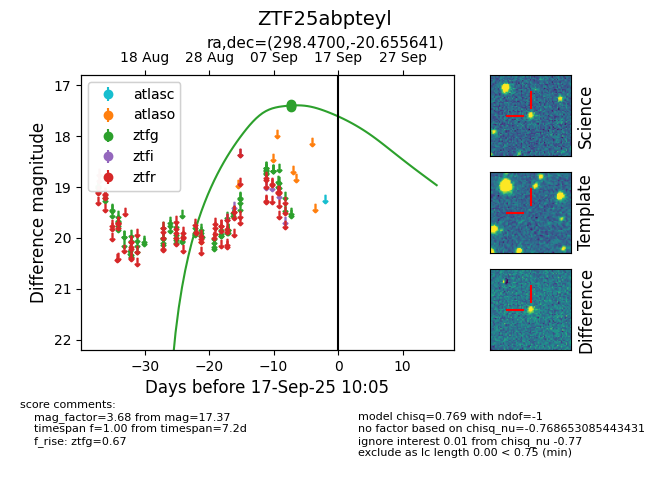 ZTF25abpteyl
ra,dec=(298.4700,-20.655641)
18 Aug 28 Aug 07 Sep 17 Sep 27 Sep
17
18
19
20
21
22
Difference magnitude
atlasc
atlaso
ztfg
ztfi
ztfr
−30 −20 −10 0 10
Days before 17-Sep-25 10:05
Science
Template
Difference
score comments:
mag_factor=3.68 from mag=17.37
timespan f=1.00 from timespan=7.2d
f_rise: ztfg=0.67
model chisq=0.769 with ndof=-1
no factor based on chisq_nu=-0.768653085443431
ignore interest 0.01 from chisq_nu -0.77
exclude as lc length 0.00 < 0.75 (min)